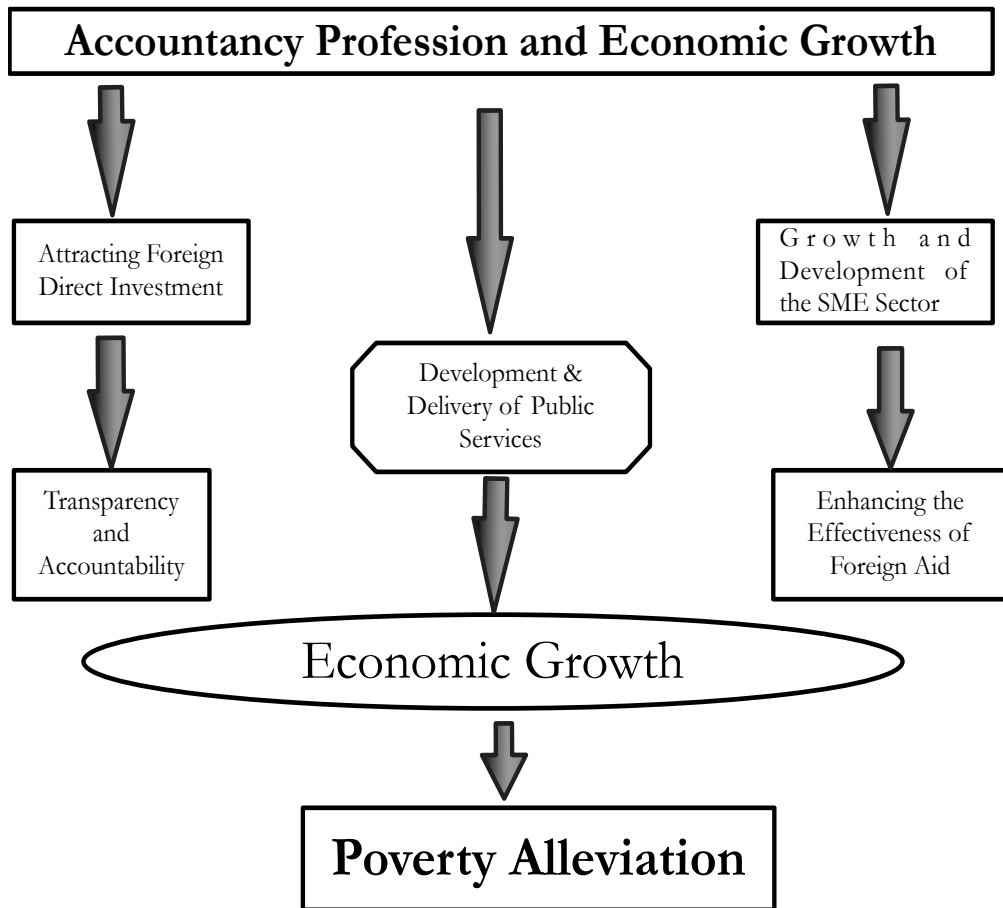 Accountancy Profession and Economic Growth
Attracting Foreign
Direct Investment
Growth and
Development of
the SME Sector
Development &
Delivery of Public
Services
Transparency
and
Accountability
Enhancing the
Effectiveness of
Foreign Aid
Economic Growth
Poverty Alleviation